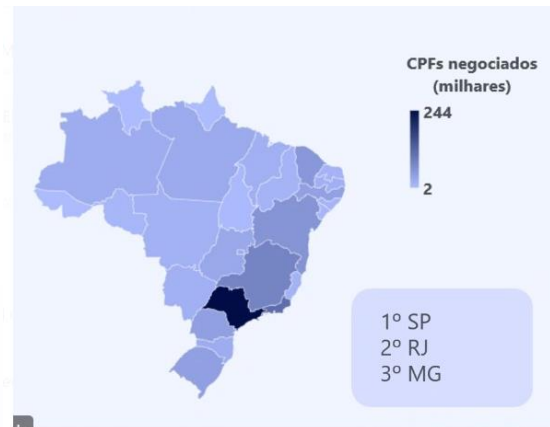 CPFs negociados
(milhares)
244
2
1º SP
2º RJ
3º MG